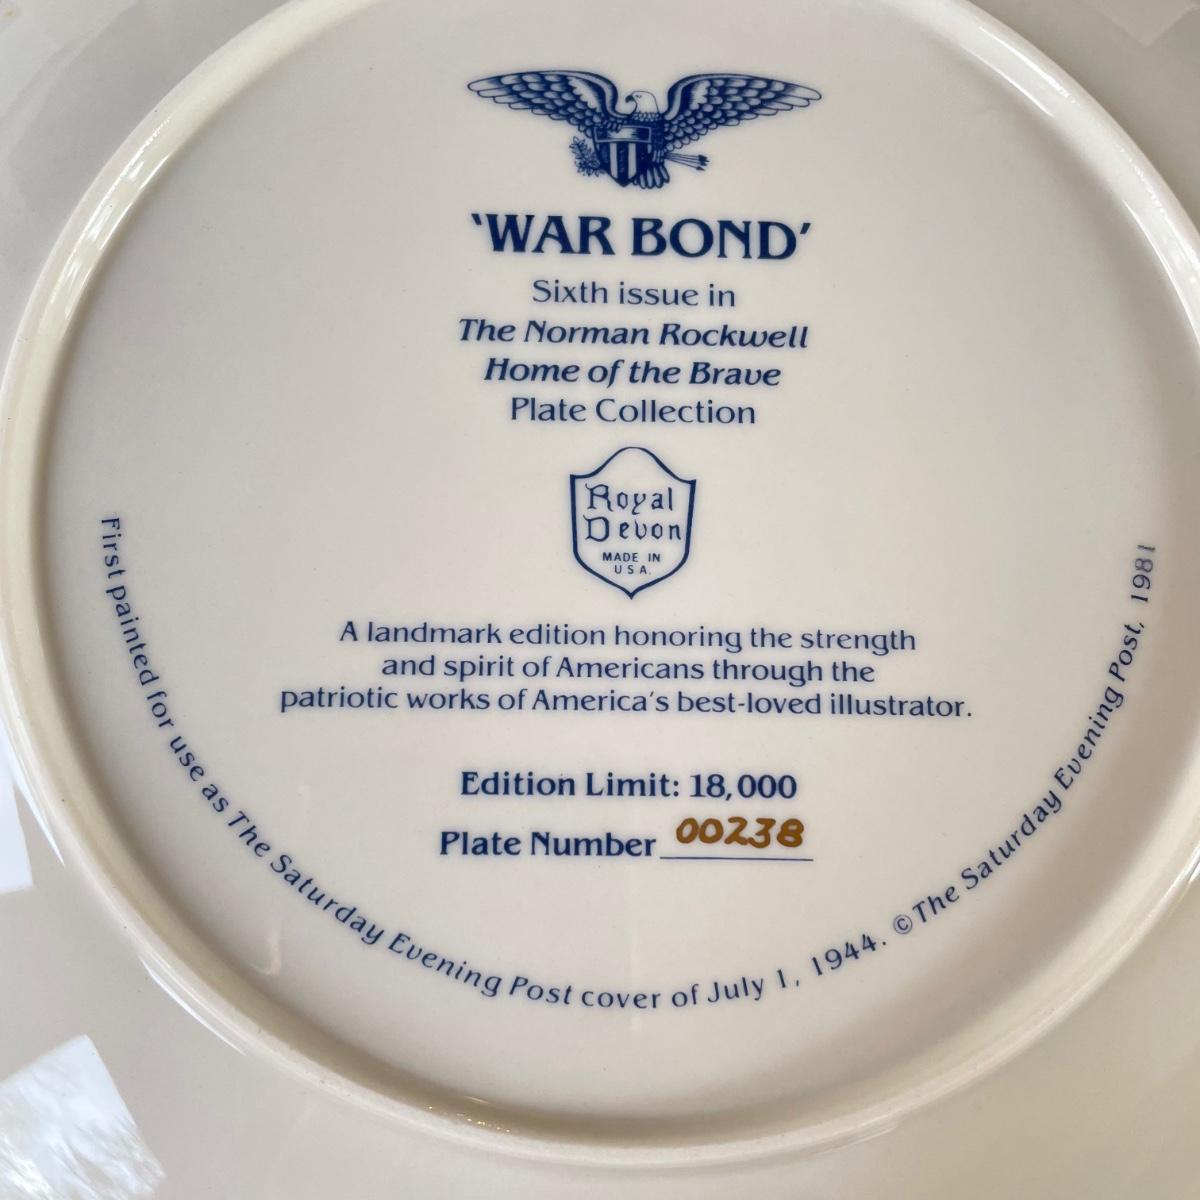 ‘WAR BOND’
Sixth issue in
The Norman Rockwell
Home of the Brave
Plate Collection
Royal
Devon
MADE IN
U S A.
A landmark edition honoring the strength
and spirit of Americans through the
patriotic works of America's best-loved illustrator.
Edition Limit: 18,000
Plate Number 00238
First painted for use as The Saturday Evening Post cover of July 1, 1944. © The Saturday Evening Post, 1981